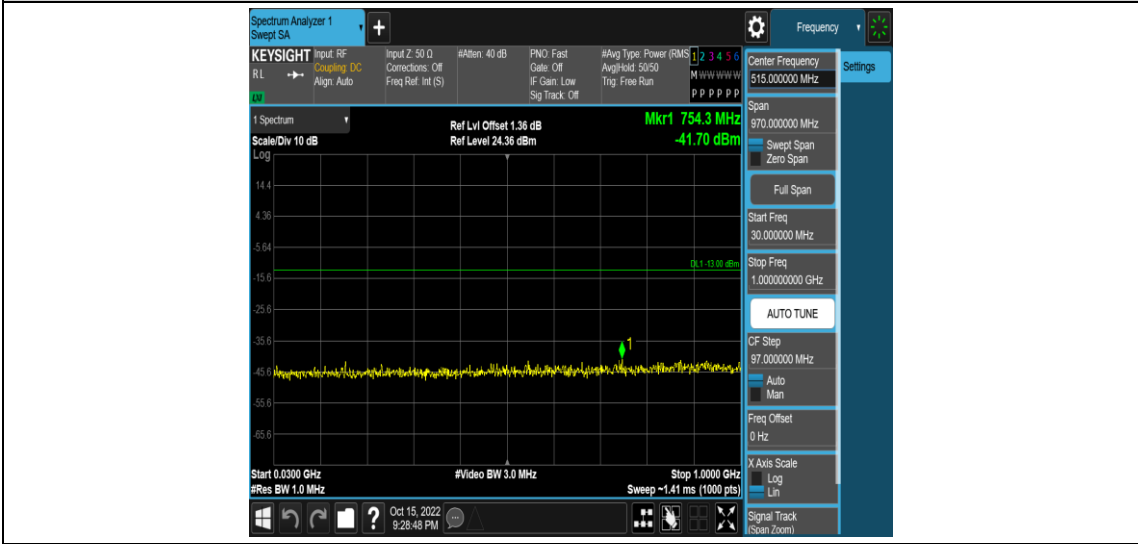 Spectrum Analyzer 1
Swept SA
+
Frequency
KEYSIGHT
RL
Input: RF
Coupling: DC
Align: Auto
Input Z: 50 Ω
Corrections: Off
Freq Ref: Int (S)
#Atten: 40 dB
PNO: Fast
Gate: Off
IF Gain: Low
Sig Track: Off
#Avg Type: Power (RMS
Avg|Hold: 50/50
Trig: Free Run
1 2 3 4 5 6
M W W W W W
P P P P P P
1 Spectrum
Scale/Div 10 dB
Log
Ref Lvl Offset 1.36 dB
Ref Level 24.36 dBm
Mkr1 754.3 MHz
-41.70 dBm
14.4
4.36
-5.64
DL1 -13.00 dBm
-15.6
-25.6
-35.6
1
-45.6
-55.6
-65.6
Start 0.0300 GHz
#Res BW 1.0 MHz
#Video BW 3.0 MHz
Stop 1.0000 GHz
Sweep ~1.41 ms (1000 pts)
?
Oct 15, 2022
9:28:48 PM
Center Frequency
515.000000 MHz
Span
970.000000 MHz
Swept Span
Zero Span
Full Span
Start Freq
30.000000 MHz
Stop Freq
1.000000000 GHz
AUTO TUNE
CF Step
97.000000 MHz
Auto
Man
Freq Offset
0 Hz
X Axis Scale
Log
Lin
Signal Track
(Span Zoom)
Settings